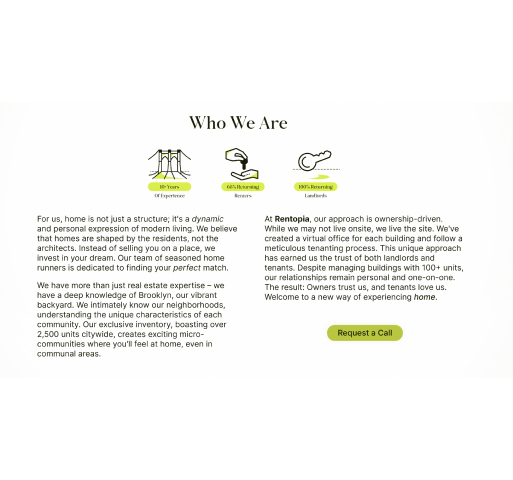 Who We Are
10+ Years
Of Experience
66% Returning
Renters
100% Returning
Landlords
For us, home is not just a structure; it's a dynamic
and personal expression of modern living. We believe
that homes are shaped by the residents, not the
architects. Instead of selling you on a place, we
invest in your dream. Our team of seasoned home
runners is dedicated to finding your perfect match.
We have more than just real estate expertise – we
have a deep knowledge of Brooklyn, our vibrant
backyard. We intimately know our neighborhoods,
understanding the unique characteristics of each
community. Our exclusive inventory, boasting over
2,500 units citywide, creates exciting micro-
communities where you'll feel at home, even in
communal areas.
At Rentopia, our approach is ownership-driven.
While we may not live onsite, we live the site. We've
created a virtual office for each building and follow a
meticulous tenanting process. This unique approach
has earned us the trust of both landlords and
tenants. Despite managing buildings with 100+ units,
our relationships remain personal and one-on-one.
The result: Owners trust us, and tenants love us.
Welcome to a new way of experiencing home.
Request a Call